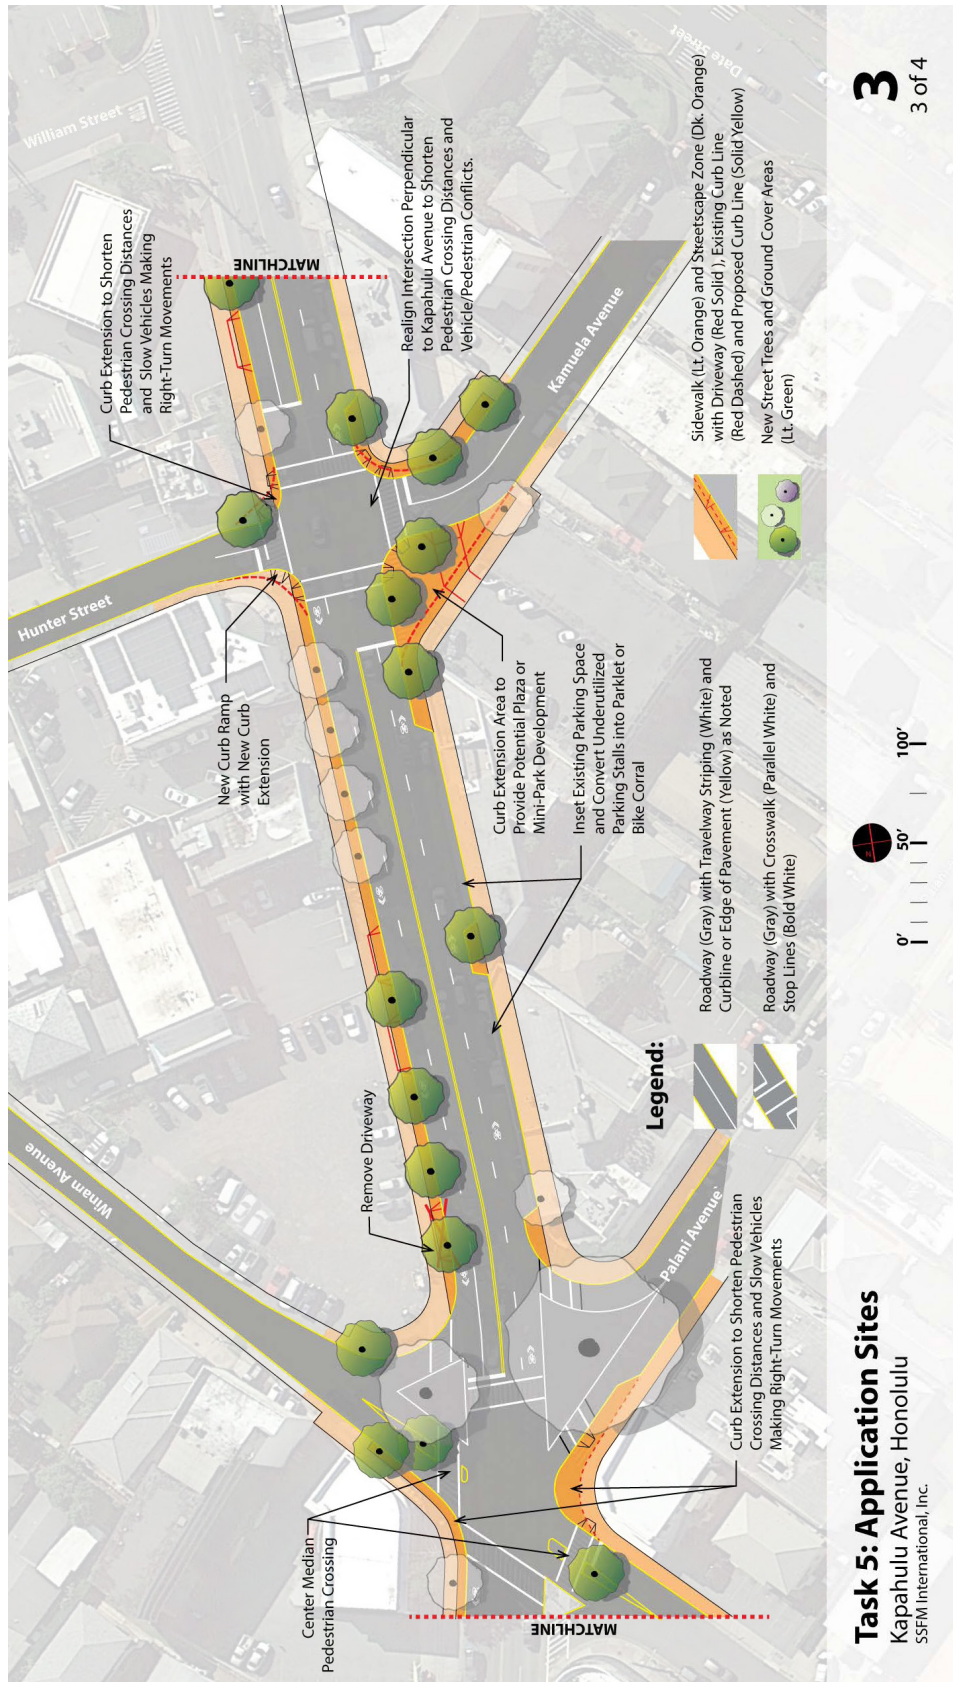 William Street
Date Street
Curb Extension to Shorten
Pedestrian Crossing Distances
and Slow Vehicles Making
Right-Turn Movements
MATCHLINE
Realign Intersection Perpendicular
to Kapahulu Avenue to Shorten
Pedestrian Crossing Distances and
Vehicle/Pedestrian Conflicts.
Kamuela Avenue
Hunter Street
New Curb Ramp
with New Curb
Extension
Curb Extension Area to
Provide Potential Plaza or
Mini-Park Development
Inset Existing Parking Space
and Convert Underutilized
Parking Stalls into Parklet or
Bike Corral
Remove Driveway
Winam Avenue
Palani Avenue
Center Median
Pedestrian Crossing
Curb Extension to Shorten Pedestrian
Crossing Distances and Slow Vehicles
Making Right-Turn Movements
MATCHLINE
Legend:
Roadway (Gray) with Travelway Striping (White) and
Curbline or Edge of Pavement (Yellow) as Noted
Roadway (Gray) with Crosswalk (Parallel White) and
Stop Lines (Bold White)
Sidewalk (Lt. Orange) and Streetscape Zone (Dk. Orange)
with Driveway (Red Solid ), Existing Curb Line
(Red Dashed) and Proposed Curb Line (Solid Yellow)
New Street Trees and Ground Cover Areas
(Lt. Green)
Task 5: Application Sites
Kapahulu Avenue, Honolulu
SSFM International, Inc.
0'
50'
100'
3
3 of 4